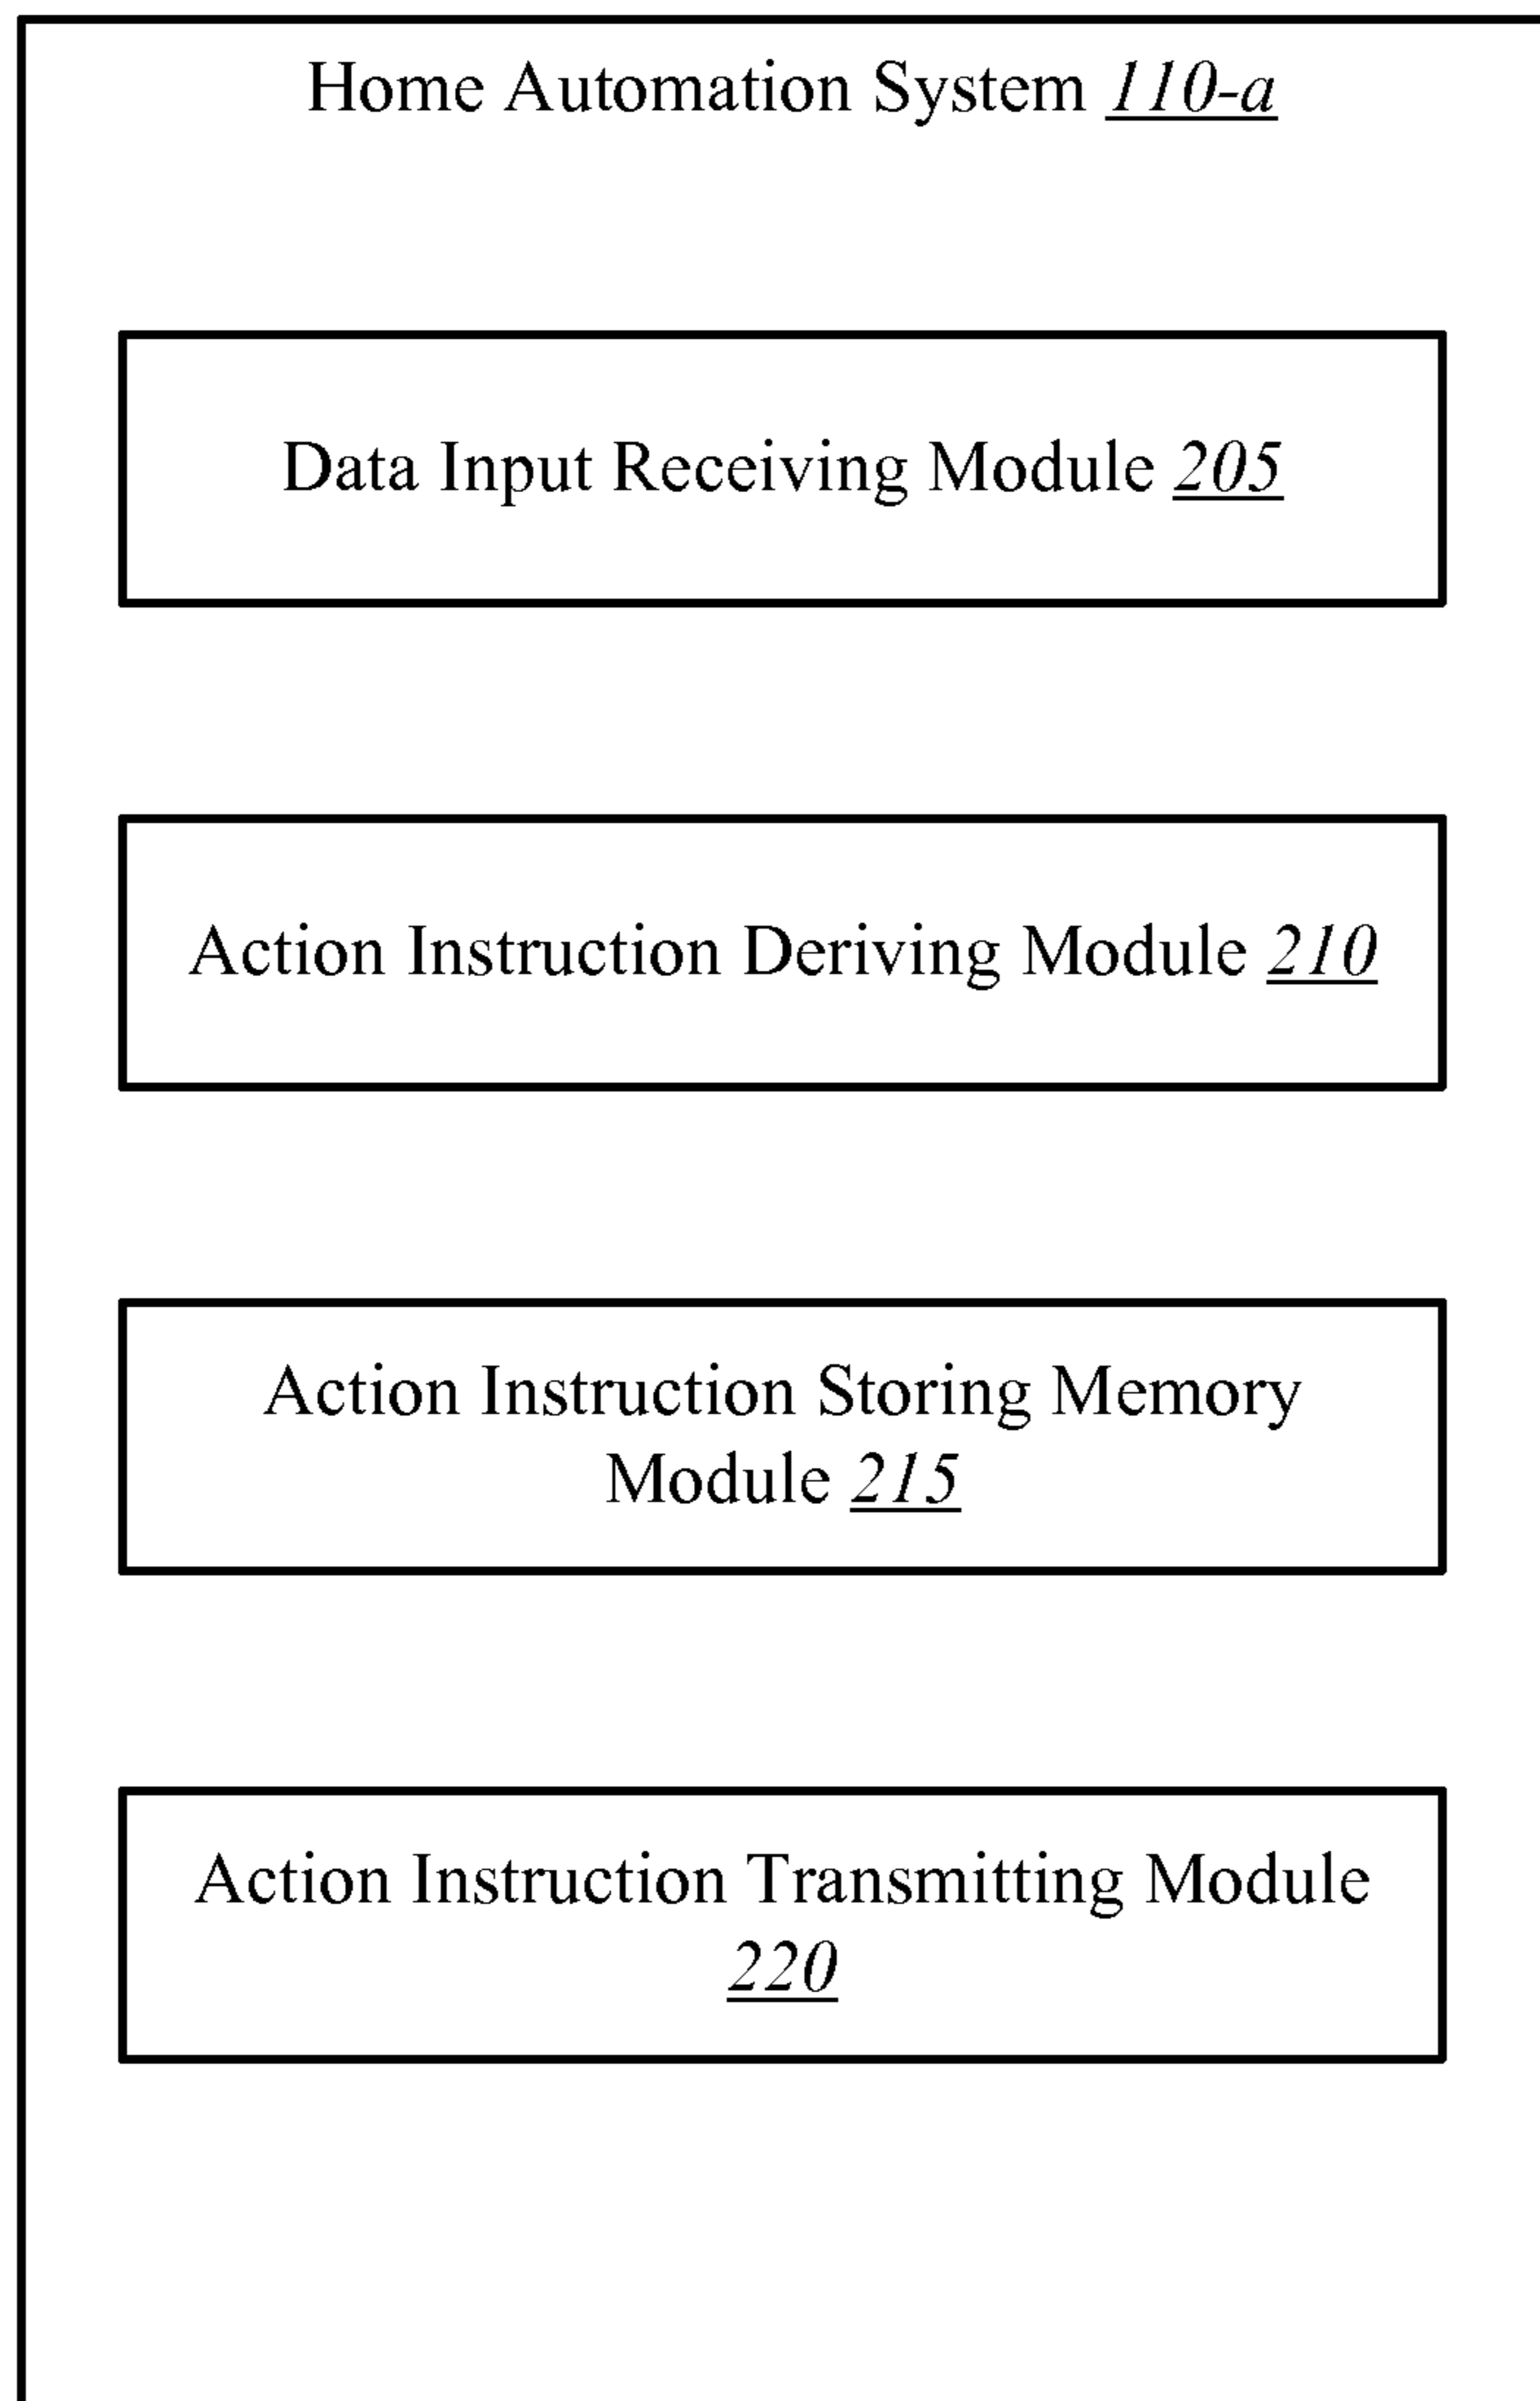 Home Automation System 110-a
Data Input Receiving Module 205
Action Instruction Deriving Module 210
Action Instruction Storing Memory
Module 215
Action Instruction Transmitting Module
220